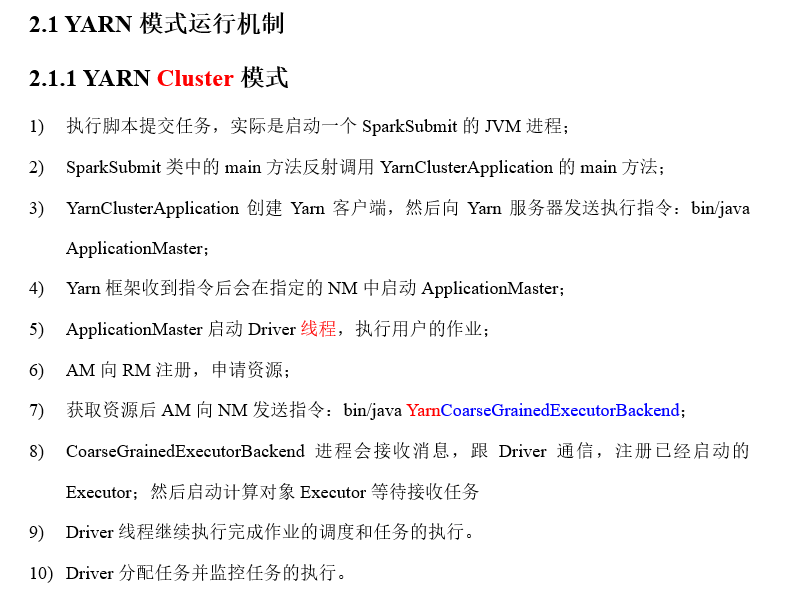 2.1 YARN 模式运行机制
2.1.1 YARN Cluster 模式
1) 执行脚本提交任务，实际是启动一个 SparkSubmit 的 JVM 进程；
2) SparkSubmit 类中的 main 方法反射调用 YarnClusterApplication 的 main 方法；
3) YarnClusterApplication 创建 Yarn 客户端，然后向 Yarn 服务器发送执行指令：bin/java
ApplicationMaster；
4) Yarn 框架收到指令后会在指定的 NM 中启动 ApplicationMaster；
5) ApplicationMaster 启动 Driver 线程，执行用户的作业；
6) AM 向 RM 注册，申请资源；
7) 获取资源后 AM 向 NM 发送指令：bin/java YarnCoarseGrainedExecutorBackend；
8) CoarseGrainedExecutorBackend 进程会接收消息，跟 Driver 通信，注册已经启动的
Executor；然后启动计算对象 Executor 等待接收任务
9) Driver 线程继续执行完成作业的调度和任务的执行。
10) Driver 分配任务并监控任务的执行。